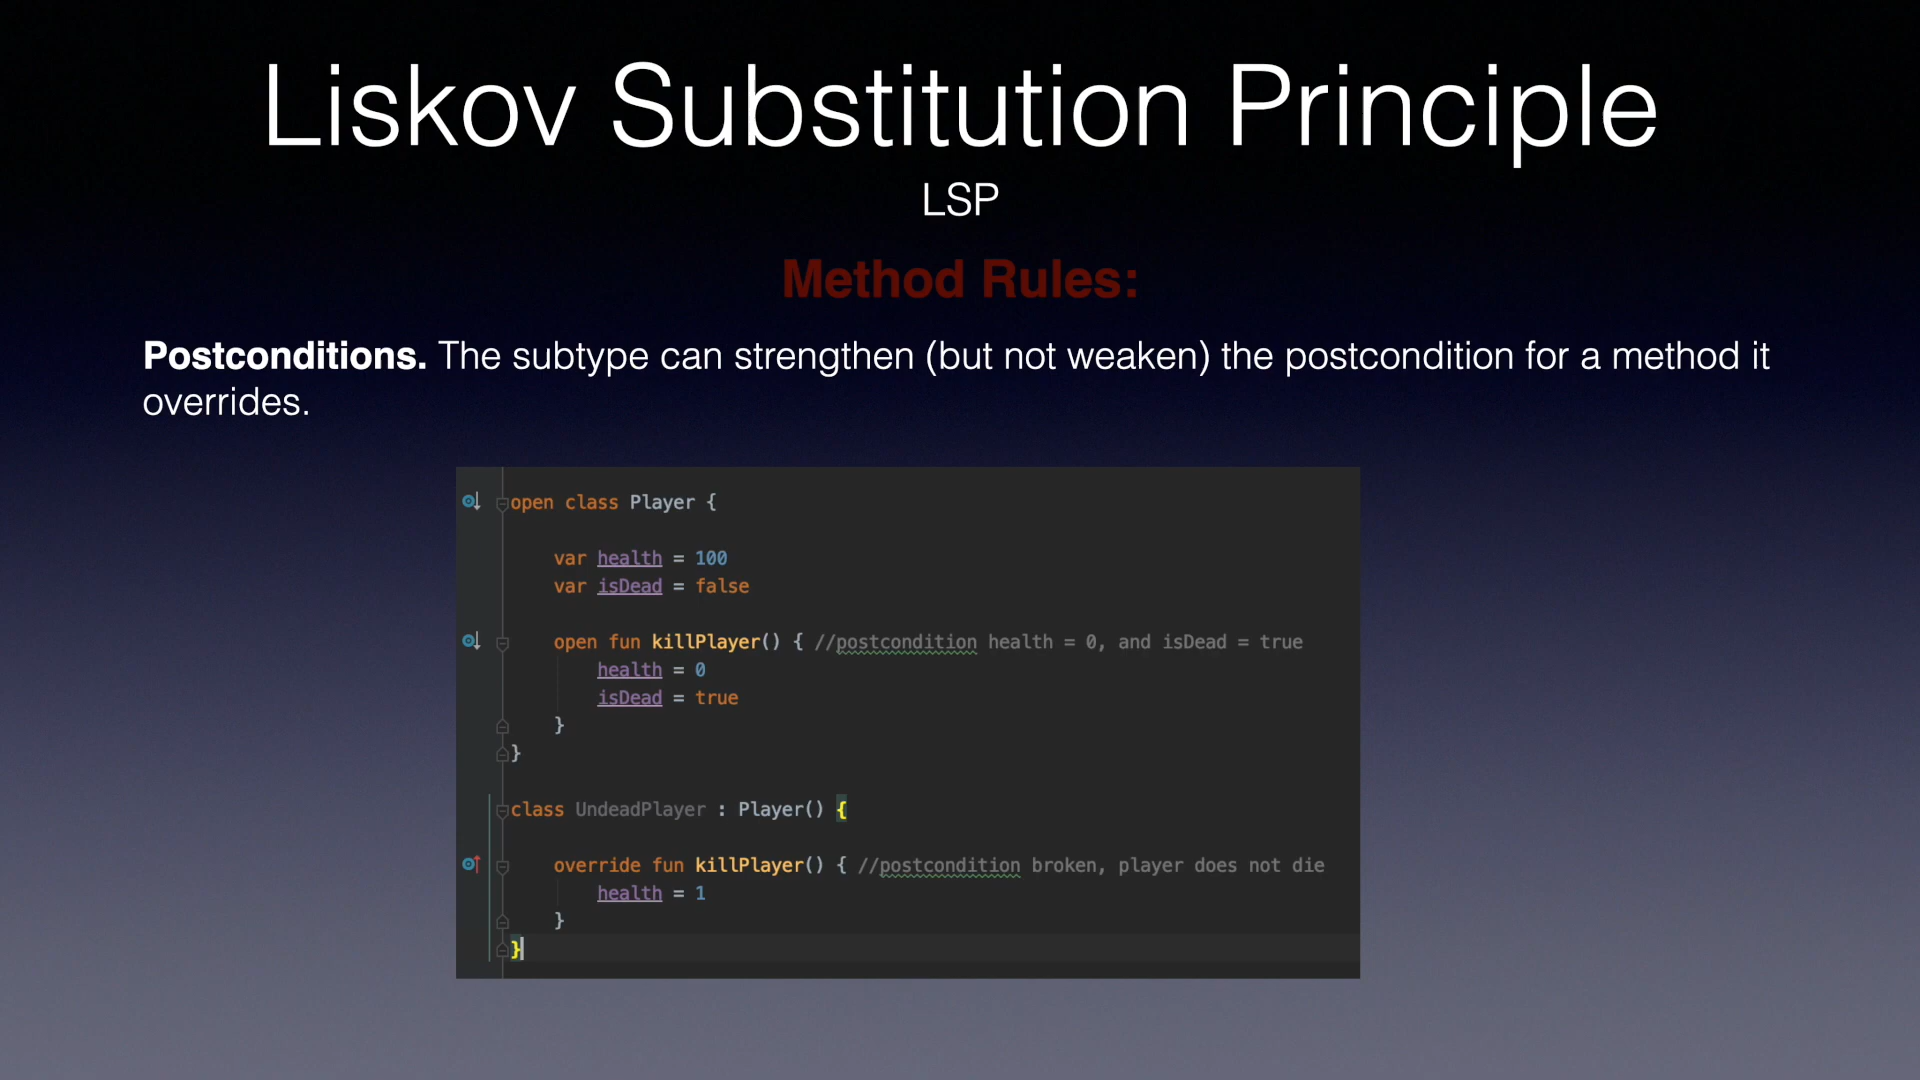 Liskov Substitution Principle
LSP
Method Rules:
Postconditions. The subtype can strengthen (but not weaken) the postcondition for a method it
overrides.
open class Player {
var health = 100
var isDead = false
open fun killPlayer() { //postcondition health = 0, and isDead = true
health = 0
isDead = true
}
}
class UndeadPlayer : Player() {
override fun killPlayer() { //postcondition broken, player does not die
health = 1
}
}